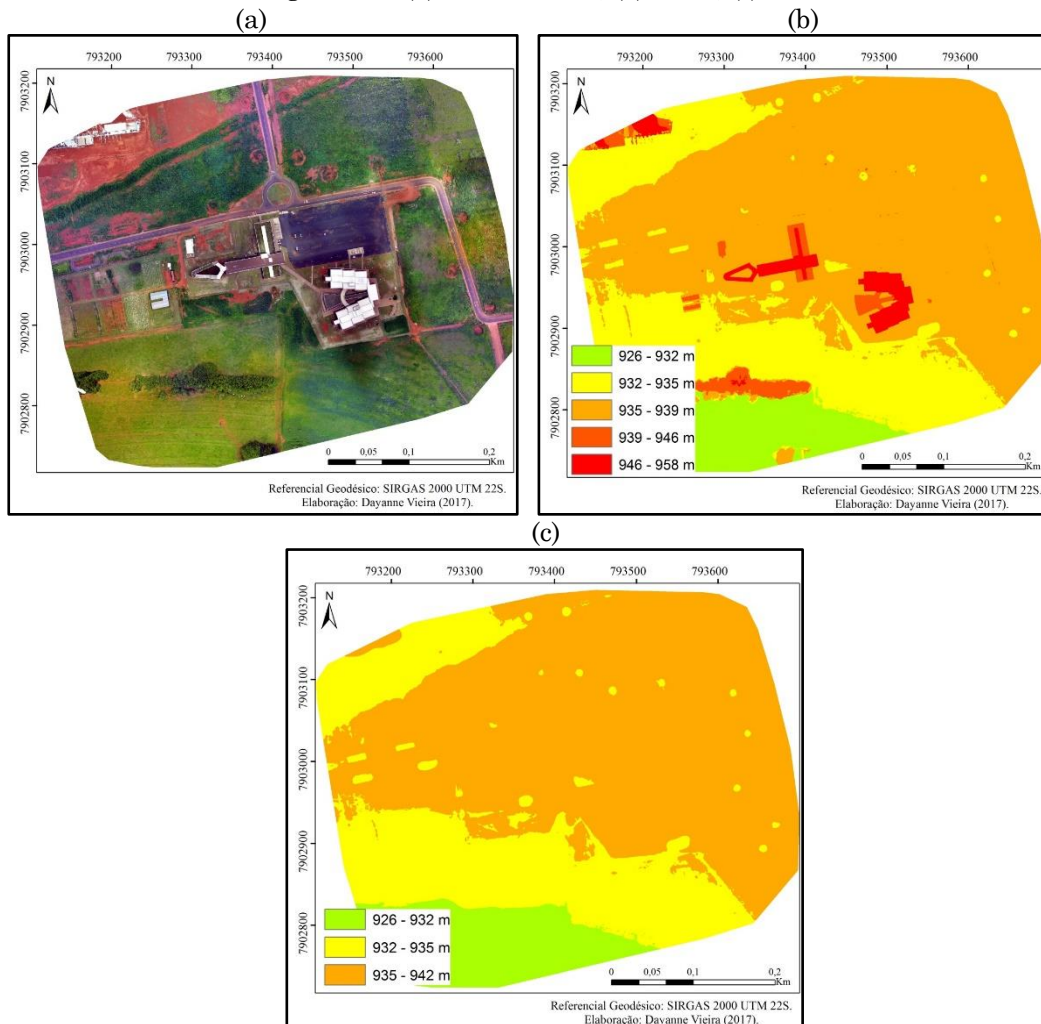 (a)
(b)
793200 793300 793400 793500 793600
7903200
7903100
7903000
7902900
7902800
N
0 0,05 0,1 0,2
Km
Referencial Geodésico: SIRGAS 2000 UTM 22S.
Elaboração: Dayanne Vieira (2017).
793200 793300 793400 793500 793600
7903200
7903100
7903000
7902900
7902800
N
926 - 932 m
932 - 935 m
935 - 939 m
939 - 946 m
946 - 958 m
0 0,05 0,1 0,2
Km
Referencial Geodésico: SIRGAS 2000 UTM 22S.
Elaboração: Dayanne Vieira (2017).
(c)
793200 793300 793400 793500 793600
7903200
7903100
7903000
7902900
7902800
N
926 - 932 m
932 - 935 m
935 - 942 m
0 0,05 0,1 0,2
Km
Referencial Geodésico: SIRGAS 2000 UTM 22S.
Elaboração: Dayanne Vieira (2017).